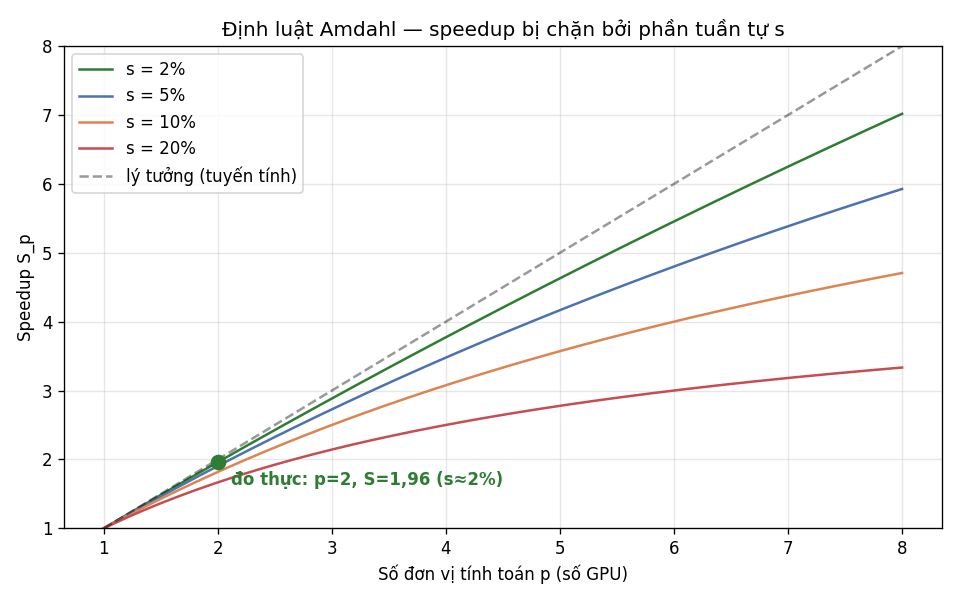 Định luật Amdahl — speedup bị chặn bởi phần tuần tự s
8
7
6
5
4
3
2
1
Speedup S_p
s = 2%
s = 5%
s = 10%
s = 20%
lý tưởng (tuyến tính)
đo thực: p=2, S=1,96 (s≈2%)
1 2 3 4 5 6 7 8
Số đơn vị tính toán p (số GPU)